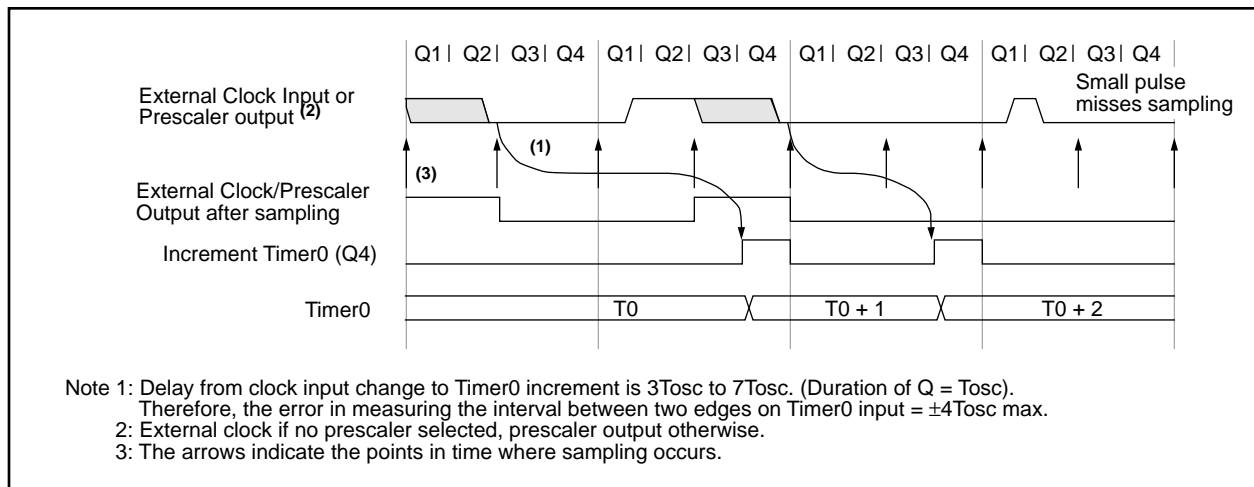 Q1| Q2| Q3| Q4 Q1| Q2| Q3| Q4 Q1| Q2| Q3| Q4 Q1| Q2| Q3| Q4
Small pulse
misses sampling
External Clock Input or
Prescaler output (2)
(1)
(3)
External Clock/Prescaler
Output after sampling
Increment Timer0 (Q4)
Timer0 T0 T0 + 1 T0 + 2
Note 1: Delay from clock input change to Timer0 increment is 3Tosc to 7Tosc. (Duration of Q = Tosc).
Therefore, the error in measuring the interval between two edges on Timer0 input = ±4Tosc max.
2: External clock if no prescaler selected, prescaler output otherwise.
3: The arrows indicate the points in time where sampling occurs.